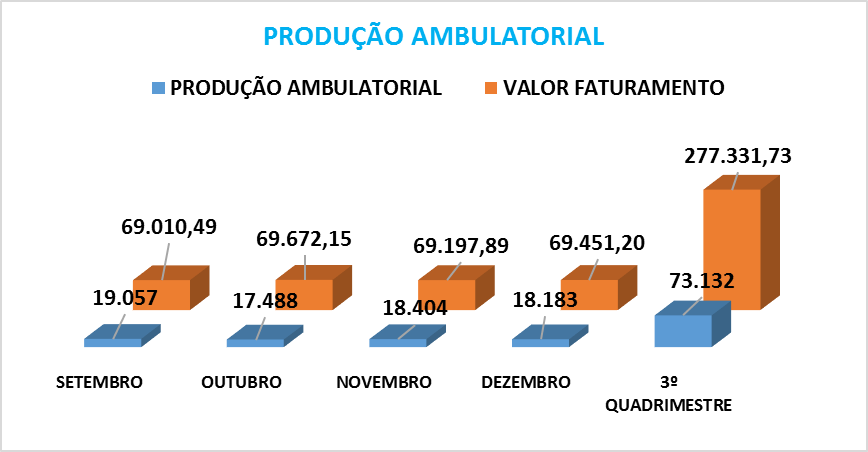 PRODUÇÃO AMBULATORIAL
PRODUÇÃO AMBULATORIAL VALOR FATURAMENTO
277.331,73
69.010,49 69.672,15 69.197,89 69.451,20
73.132
19.057 17.488 18.404 18.183
SETEMBRO OUTUBRO NOVEMBRO DEZEMBRO 3º
QUADRIMESTRE